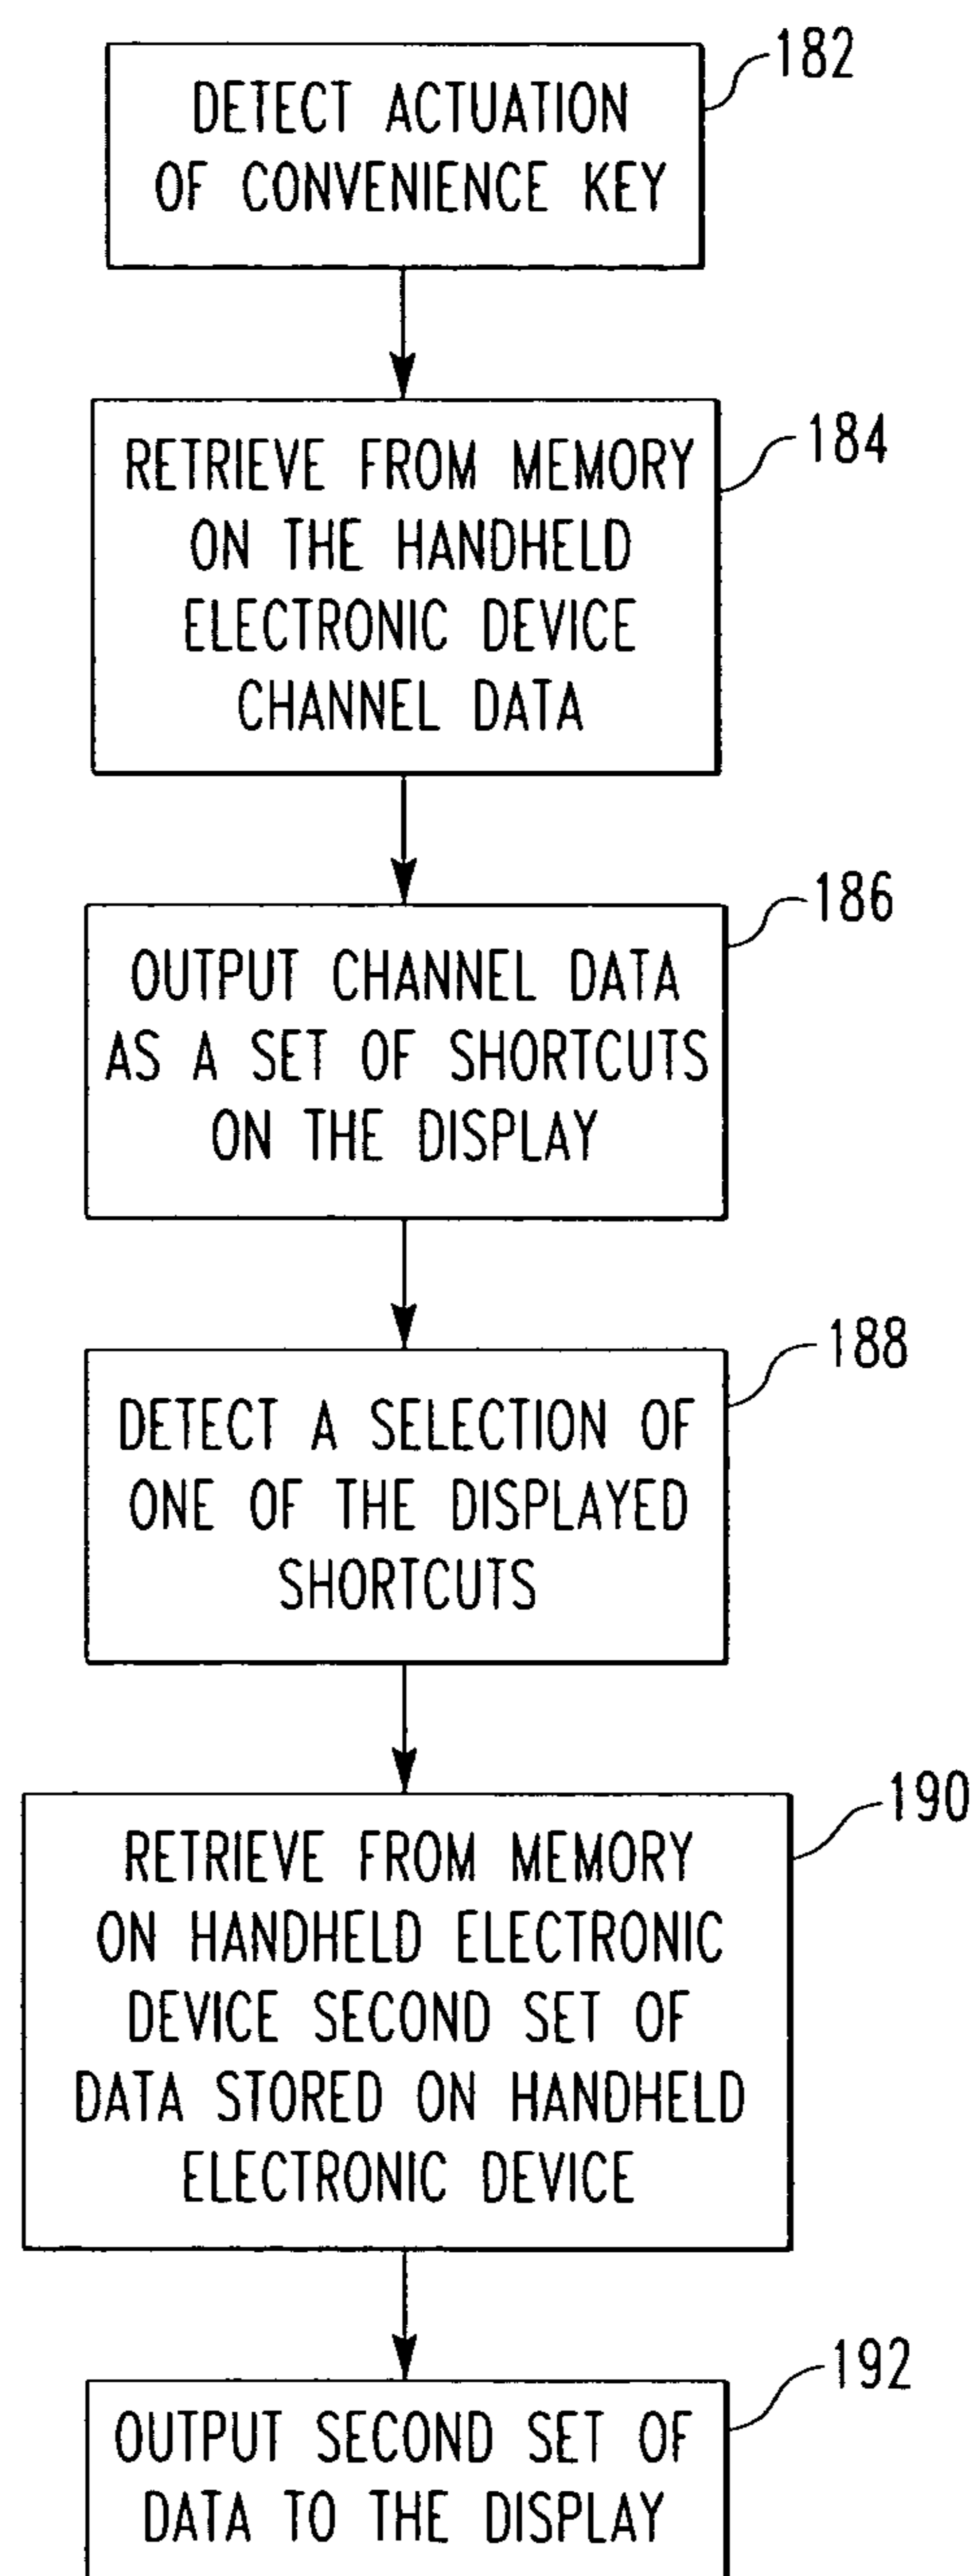 182
DETECT ACTUATION
OF CONVENIENCE KEY
184
RETRIEVE FROM MEMORY
ON THE HANDHELD
ELECTRONIC DEVICE
CHANNEL DATA
186
OUTPUT CHANNEL DATA
AS A SET OF SHORTCUTS
ON THE DISPLAY
188
DETECT A SELECTION OF
ONE OF THE DISPLAYED
SHORTCUTS
190
RETRIEVE FROM MEMORY
ON HANDHELD ELECTRONIC
DEVICE SECOND SET OF
DATA STORED ON HANDHELD
ELECTRONIC DEVICE
192
OUTPUT SECOND SET OF
DATA TO THE DISPLAY